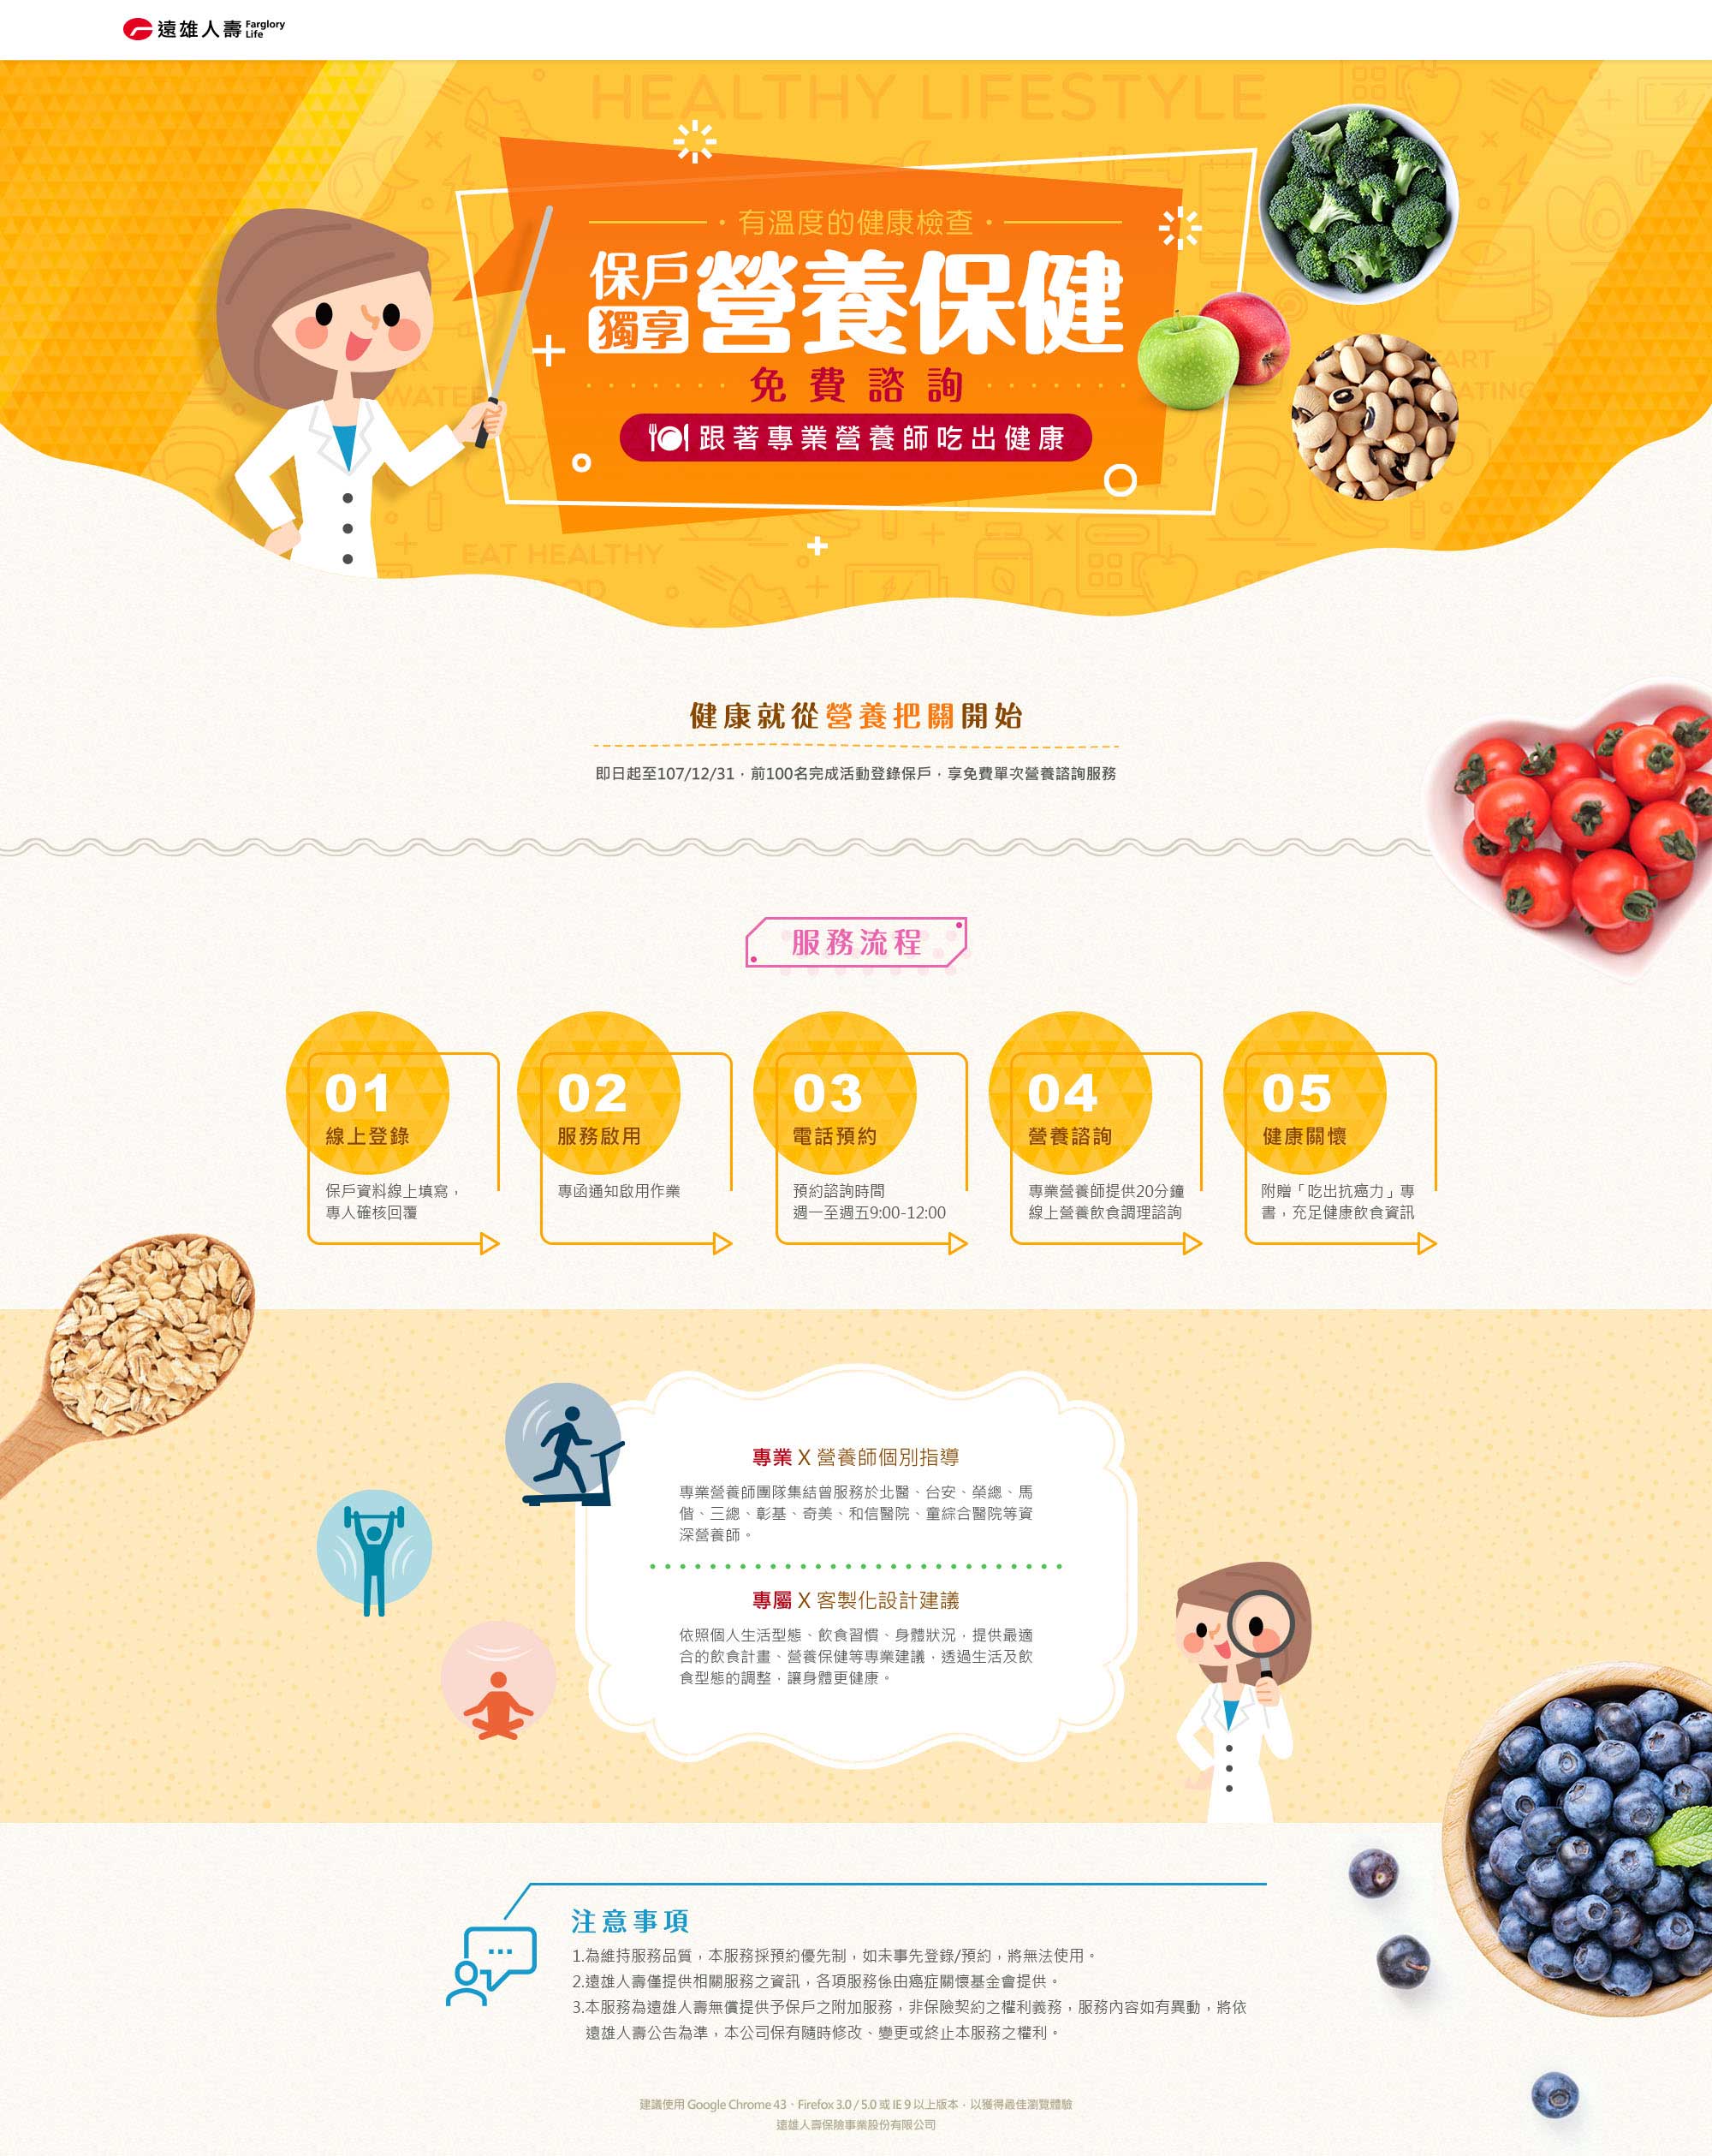 遠雄人壽 Farglory Life
HEALTHY LIFESTYLE
有溫度的健康檢查
保戶
獨享
營養保健
免費諮詢
跟著專業營養師吃出健康
WATER
EATING
EAT HEALTHY
健康就從營養把關開始
即日起至107/12/31，前100名完成活動登錄保戶，享免費單次營養諮詢服務
服務流程
01
線上登錄
保戶資料線上填寫，
專人確核回覆
02
服務啟用
專函通知啟用作業
03
電話預約
預約諮詢時間
週一至週五9:00-12:00
04
營養諮詢
專業營養師提供20分鐘
線上營養飲食調理諮詢
05
健康關懷
附贈「吃出抗癌力」專
書，充足健康飲食資訊
專業 X 營養師個別指導
專業營養師團隊集結曾服務於北醫、台安、榮總、馬
偕、三總、彰基、奇美、和信醫院、童綜合醫院等資
深營養師。
專屬 X 客製化設計建議
依照個人生活型態、飲食習慣、身體狀況，提供最適
合的飲食計畫、營養保健等專業建議，透過生活及飲
食型態的調整，讓身體更健康。
注意事項
1.為維持服務品質，本服務採預約優先制，如未事先登錄/預約，將無法使用。
2.遠雄人壽僅提供相關服務之資訊，各項服務係由癌症關懷基金會提供。
3.本服務為遠雄人壽無償提供予保戶之附加服務，非保險契約之權利義務，服務內容如有異動，將依
遠雄人壽公告為準，本公司保有隨時修改、變更或終止本服務之權利。
建議使用 Google Chrome 43、Firefox 3.0 / 5.0 或 IE 9 以上版本，以獲得最佳瀏覽體驗
遠雄人壽保險事業股份有限公司